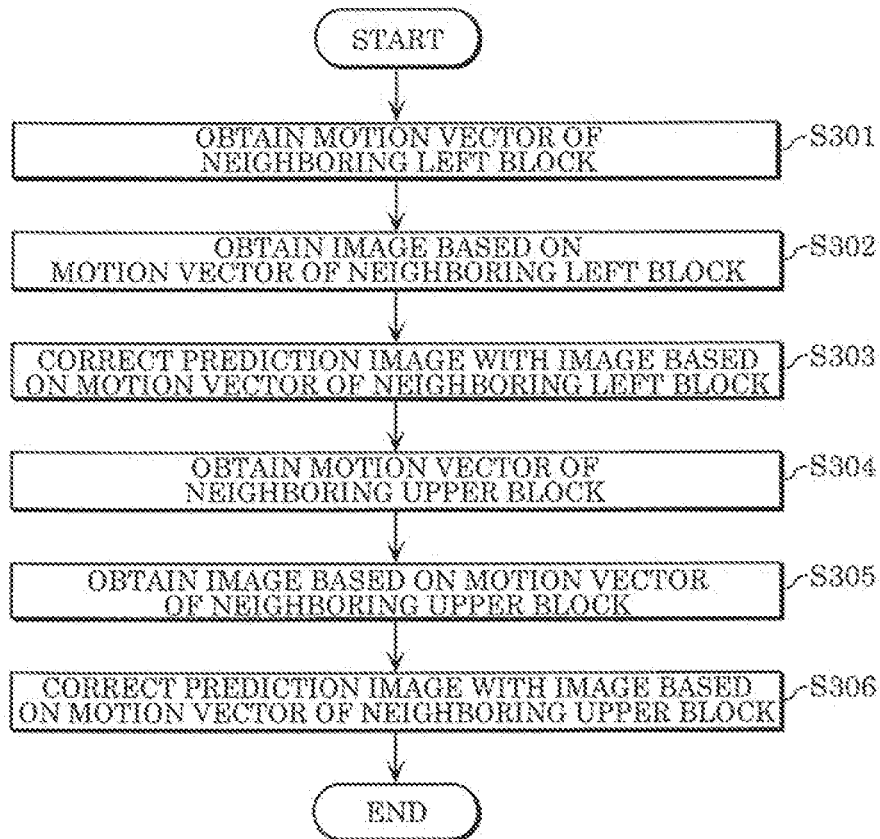 START
OBTAIN MOTION VECTOR OF
NEIGHBORING LEFT BLOCK
S301
OBTAIN IMAGE BASED ON
MOTION VECTOR OF NEIGHBORING LEFT BLOCK
S302
CORRECT PREDICTION IMAGE WITH IMAGE BASED
ON MOTION VECTOR OF NEIGHBORING LEFT BLOCK
S303
OBTAIN MOTION VECTOR OF
NEIGHBORING UPPER BLOCK
S304
OBTAIN IMAGE BASED ON MOTION VECTOR
OF NEIGHBORING UPPER BLOCK
S305
CORRECT PREDICTION IMAGE WITH IMAGE BASED
ON MOTION VECTOR OF NEIGHBORING UPPER BLOCK
S306
END